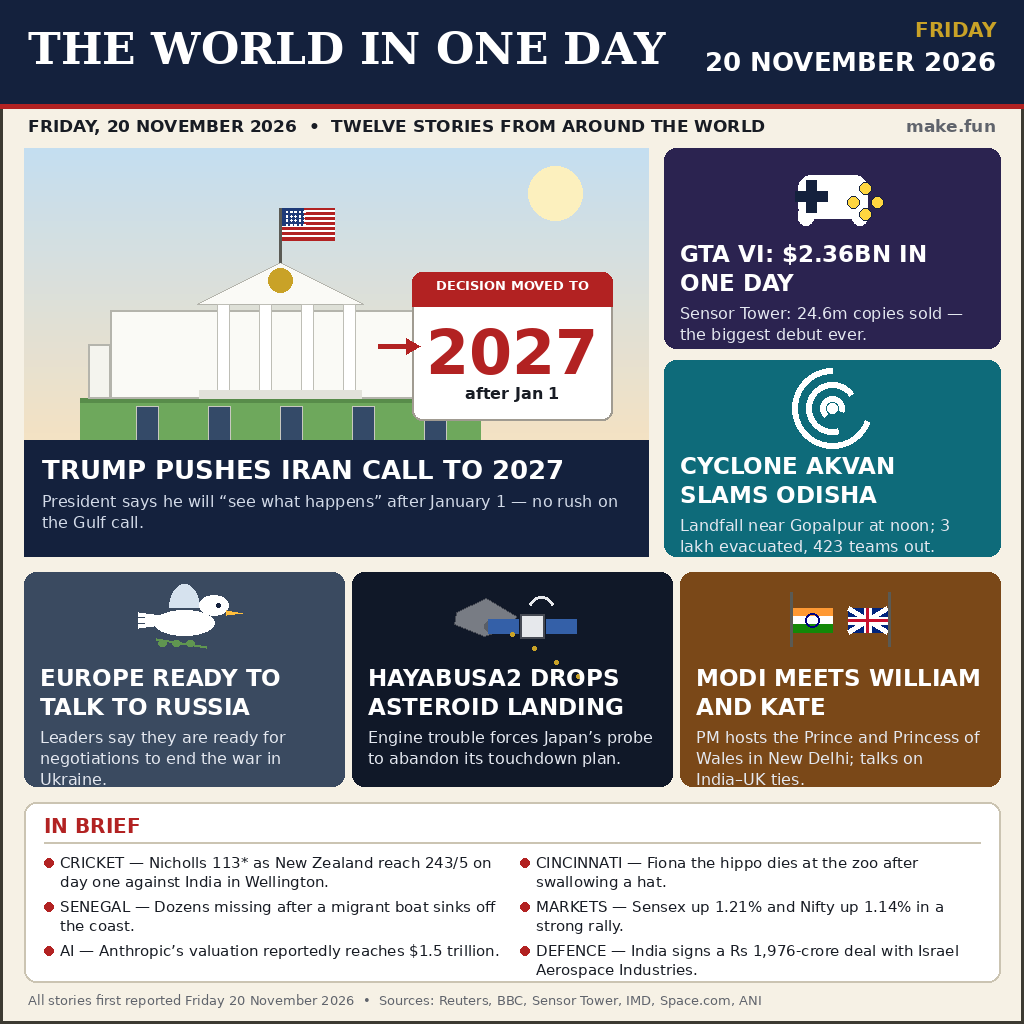 THE WORLD IN ONE DAY
FRIDAY
20 NOVEMBER 2026
FRIDAY, 20 NOVEMBER 2026 • TWELVE STORIES FROM AROUND THE WORLD
make.fun
DECISION MOVED TO
2027
after Jan 1
TRUMP PUSHES IRAN CALL TO 2027
President says he will “see what happens” after January 1 — no rush on
the Gulf call.
GTA VI: $2.36BN IN
ONE DAY
Sensor Tower: 24.6m copies sold —
the biggest debut ever.
CYCLONE AKVAN
SLAMS ODISHA
Landfall near Gopalpur at noon; 3
lakh evacuated, 423 teams out.
EUROPE READY TO
TALK TO RUSSIA
Leaders say they are ready for
negotiations to end the war in
Ukraine.
HAYABUSA2 DROPS
ASTEROID LANDING
Engine trouble forces Japan’s probe
to abandon its touchdown plan.
MODI MEETS WILLIAM
AND KATE
PM hosts the Prince and Princess of
Wales in New Delhi; talks on
India–UK ties.
IN BRIEF
CRICKET — Nicholls 113* as New Zealand reach 243/5 on
day one against India in Wellington.
SENEGAL — Dozens missing after a migrant boat sinks off
the coast.
AI — Anthropic’s valuation reportedly reaches $1.5 trillion.
CINCINNATI — Fiona the hippo dies at the zoo after
swallowing a hat.
MARKETS — Sensex up 1.21% and Nifty up 1.14% in a
strong rally.
DEFENCE — India signs a Rs 1,976-crore deal with Israel
Aerospace Industries.
All stories first reported Friday 20 November 2026 • Sources: Reuters, BBC, Sensor Tower, IMD, Space.com, ANI